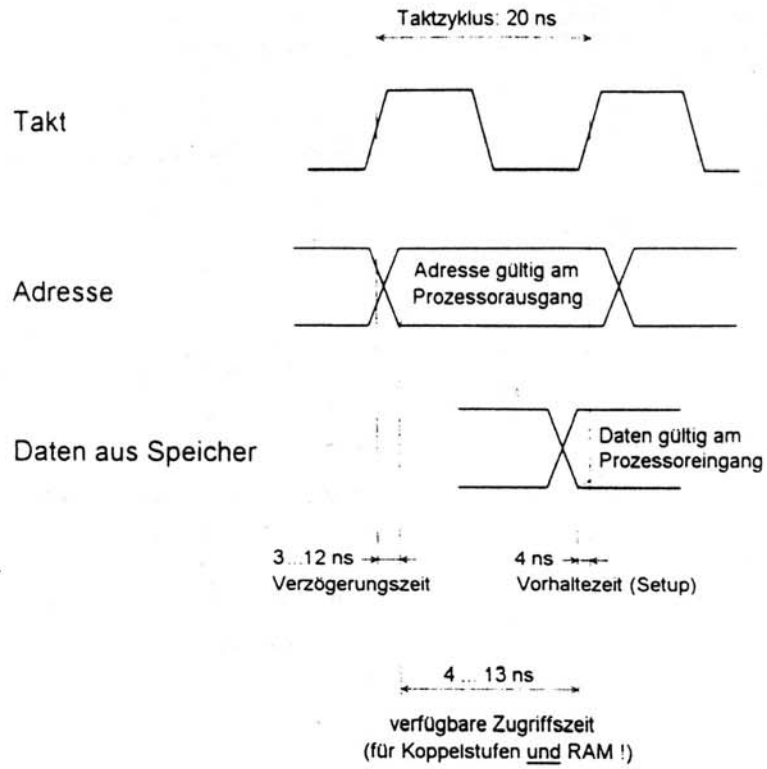 Taktzyklus: 20 ns
Takt
Adresse
Adresse gültig am
Prozessorausgang
Daten aus Speicher
Daten gültig am
Prozessoreingang
3...12 ns
Verzögerungszeit
4 ns
Vorhaltezeit (Setup)
4 ... 13 ns
verfügbare Zugriffszeit
(für Koppelstufen und RAM !)